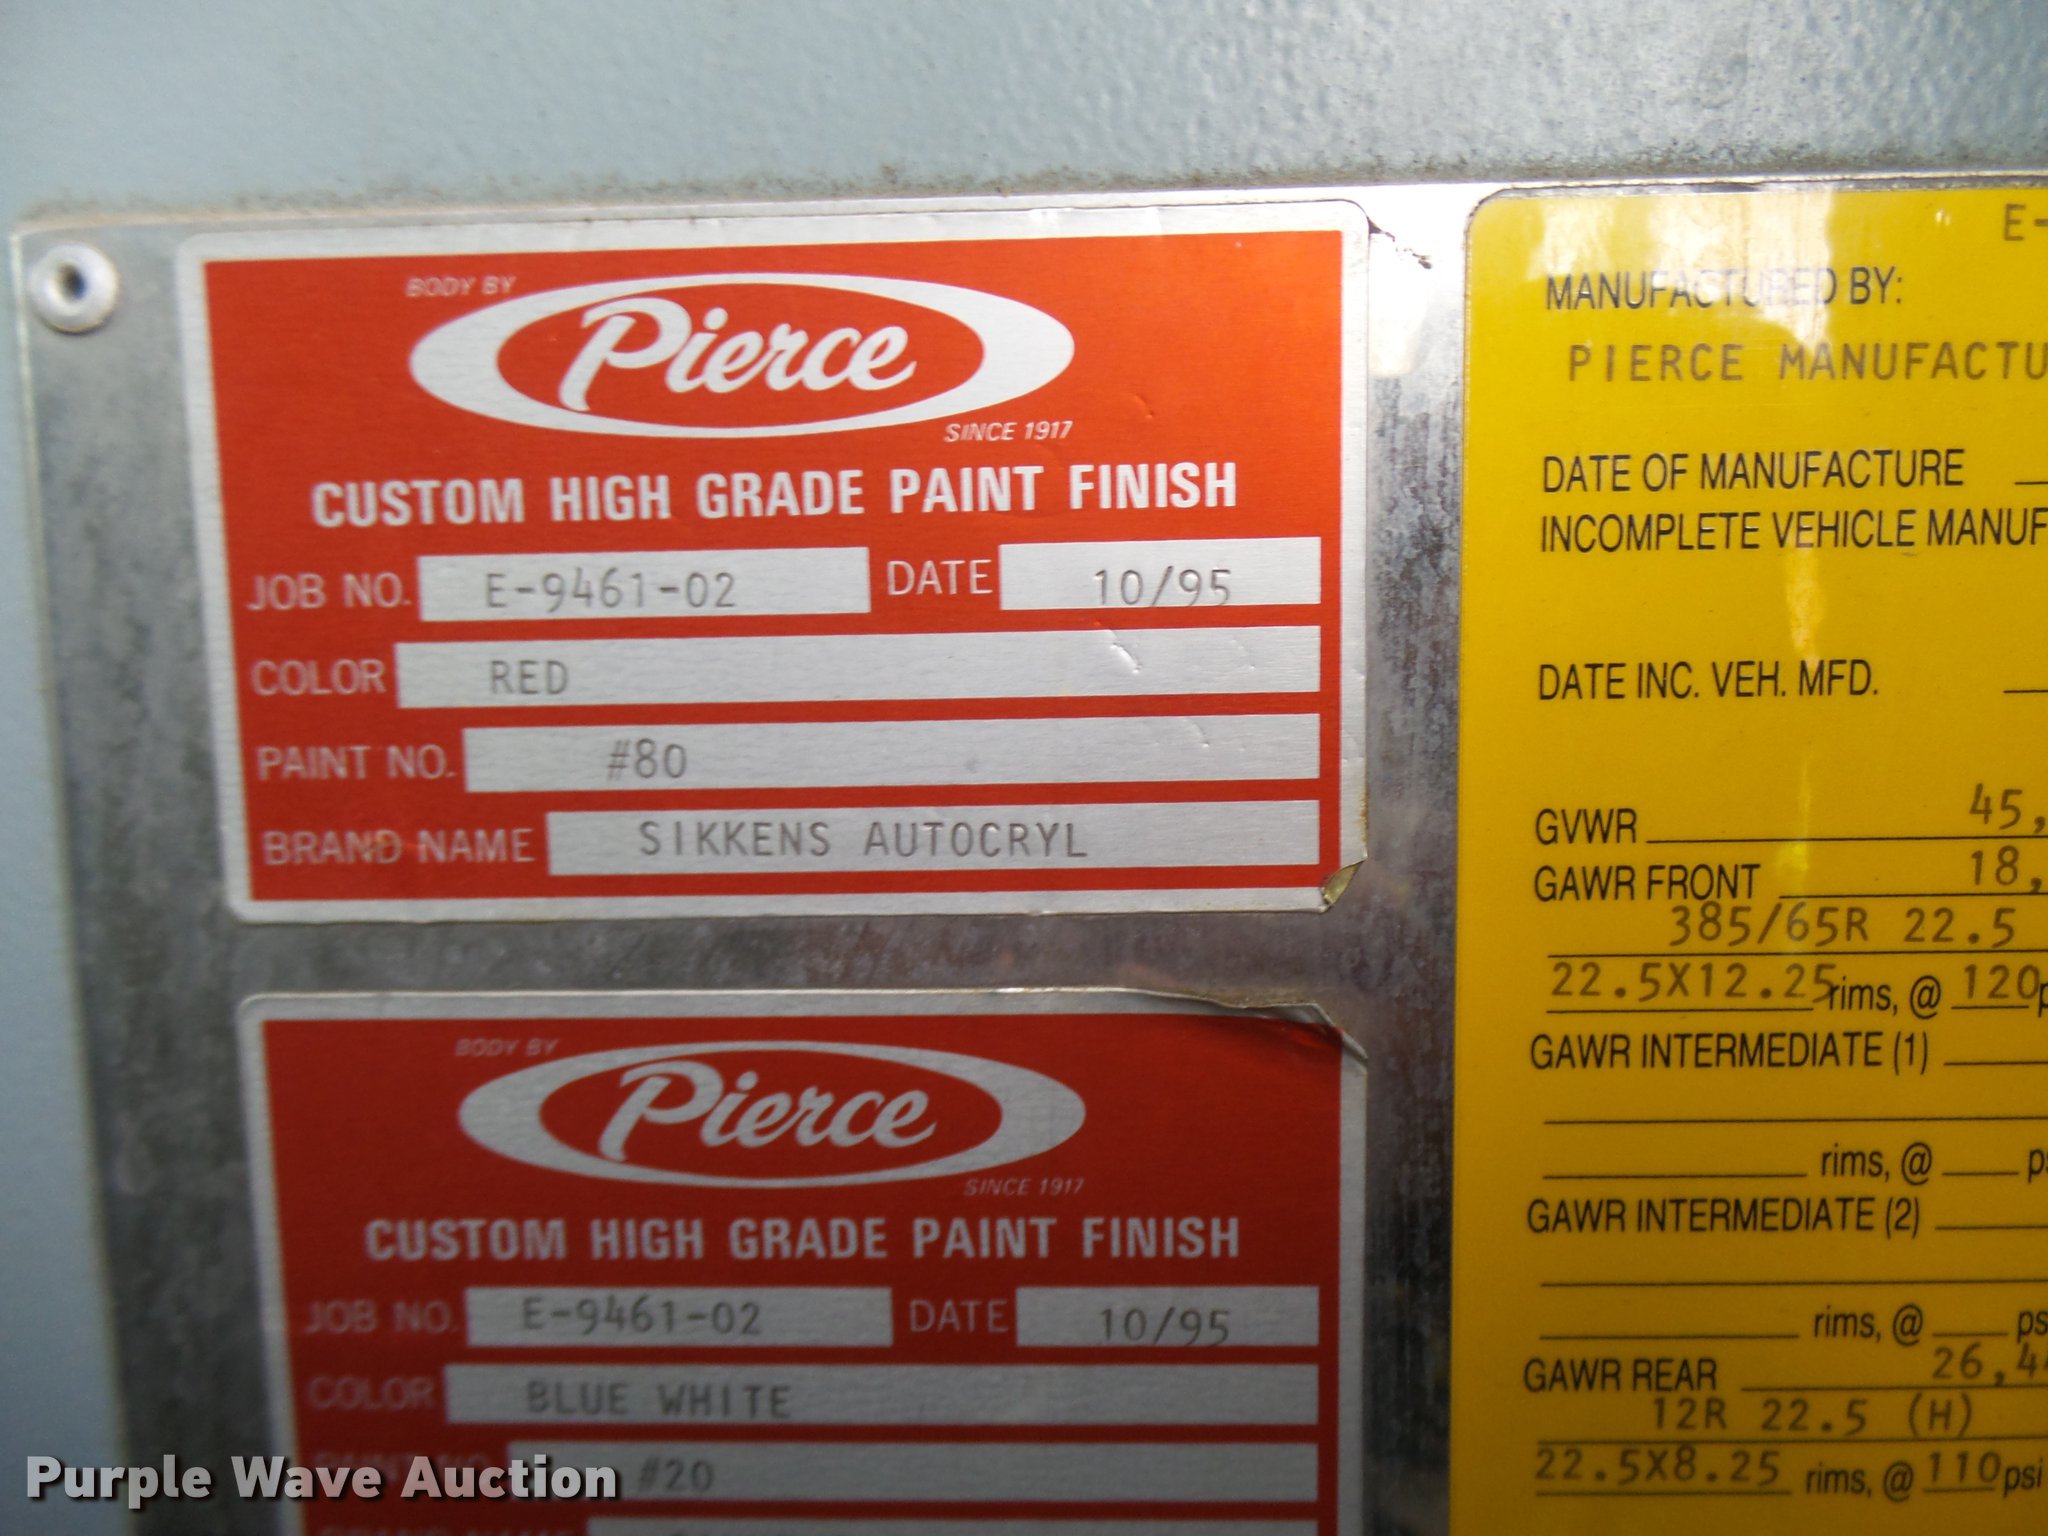 BODY BY
Pierce
SINCE 1917
CUSTOM HIGH GRADE PAINT FINISH
JOB NO. E-9461-02 DATE 10/95
COLOR RED
PAINT NO. #80
BRAND NAME SIKKENS AUTOCRYL
BODY BY
Pierce
SINCE 1917
CUSTOM HIGH GRADE PAINT FINISH
JOB NO. E-9461-02 DATE 10/95
COLOR BLUE WHITE
#20
E-
MANUFACTURED BY:
PIERCE MANUFACTU
DATE OF MANUFACTURE
INCOMPLETE VEHICLE MANUF
DATE INC. VEH. MFD.
GVWR 45,
GAWR FRONT 18,
385/65R 22.5
22.5X12.25 rims, @ 120 p
GAWR INTERMEDIATE (1)
rims, @ ps
GAWR INTERMEDIATE (2)
rims, @ ps
GAWR REAR 26,4
12R 22.5 (H)
22.5X8.25 rims, @ 110 psi
Purple Wave Auction